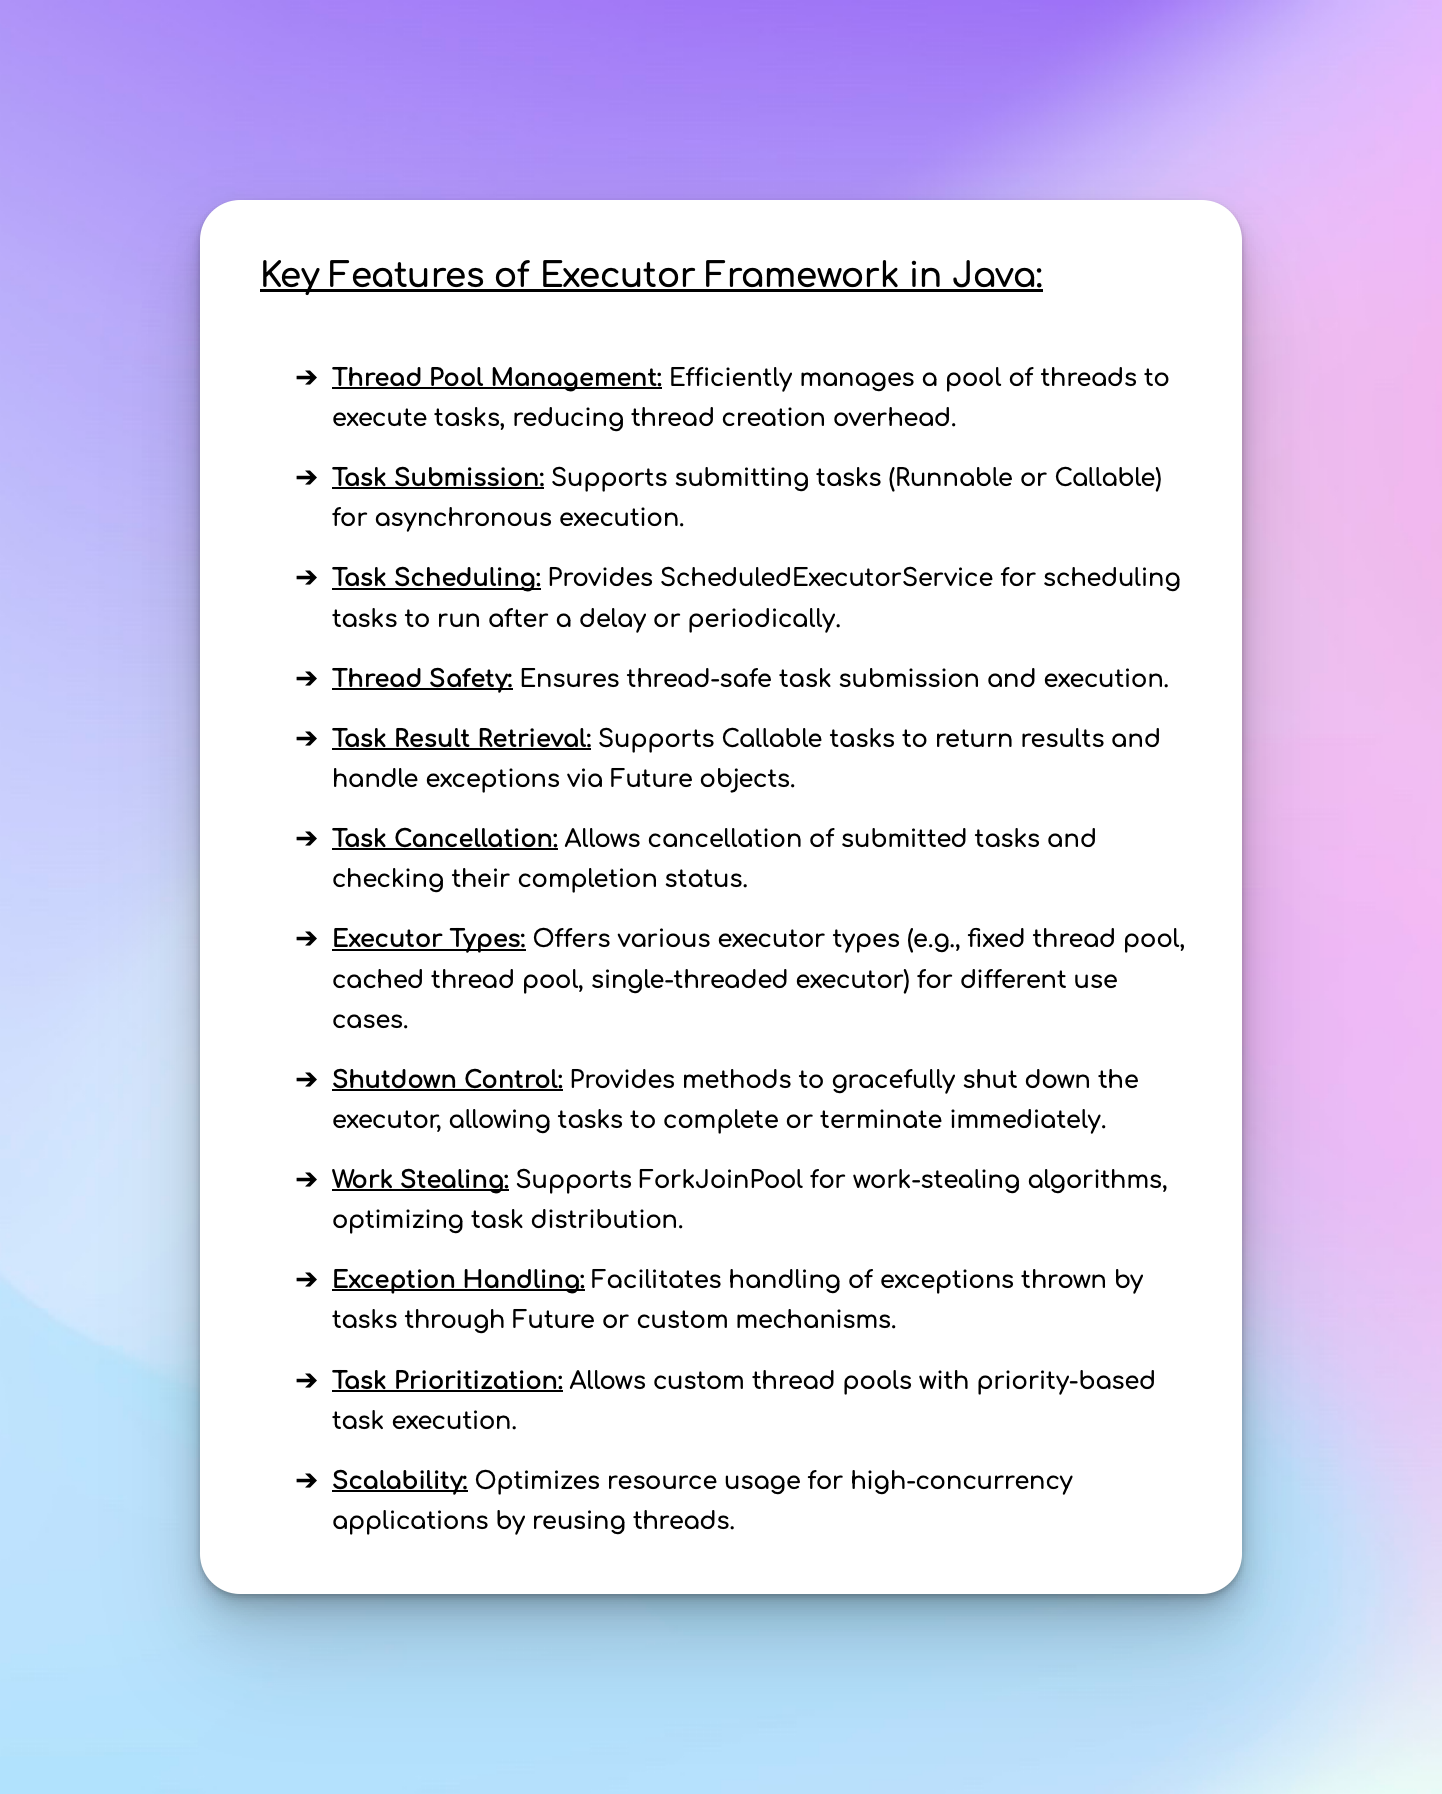 Key Features of Executor Framework in Java:
➔ Thread Pool Management: Efficiently manages a pool of threads to
execute tasks, reducing thread creation overhead.
➔ Task Submission: Supports submitting tasks (Runnable or Callable)
for asynchronous execution.
➔ Task Scheduling: Provides ScheduledExecutorService for scheduling
tasks to run after a delay or periodically.
➔ Thread Safety: Ensures thread-safe task submission and execution.
➔ Task Result Retrieval: Supports Callable tasks to return results and
handle exceptions via Future objects.
➔ Task Cancellation: Allows cancellation of submitted tasks and
checking their completion status.
➔ Executor Types: Offers various executor types (e.g., fixed thread pool,
cached thread pool, single-threaded executor) for different use
cases.
➔ Shutdown Control: Provides methods to gracefully shut down the
executor, allowing tasks to complete or terminate immediately.
➔ Work Stealing: Supports ForkJoinPool for work-stealing algorithms,
optimizing task distribution.
➔ Exception Handling: Facilitates handling of exceptions thrown by
tasks through Future or custom mechanisms.
➔ Task Prioritization: Allows custom thread pools with priority-based
task execution.
➔ Scalability: Optimizes resource usage for high-concurrency
applications by reusing threads.